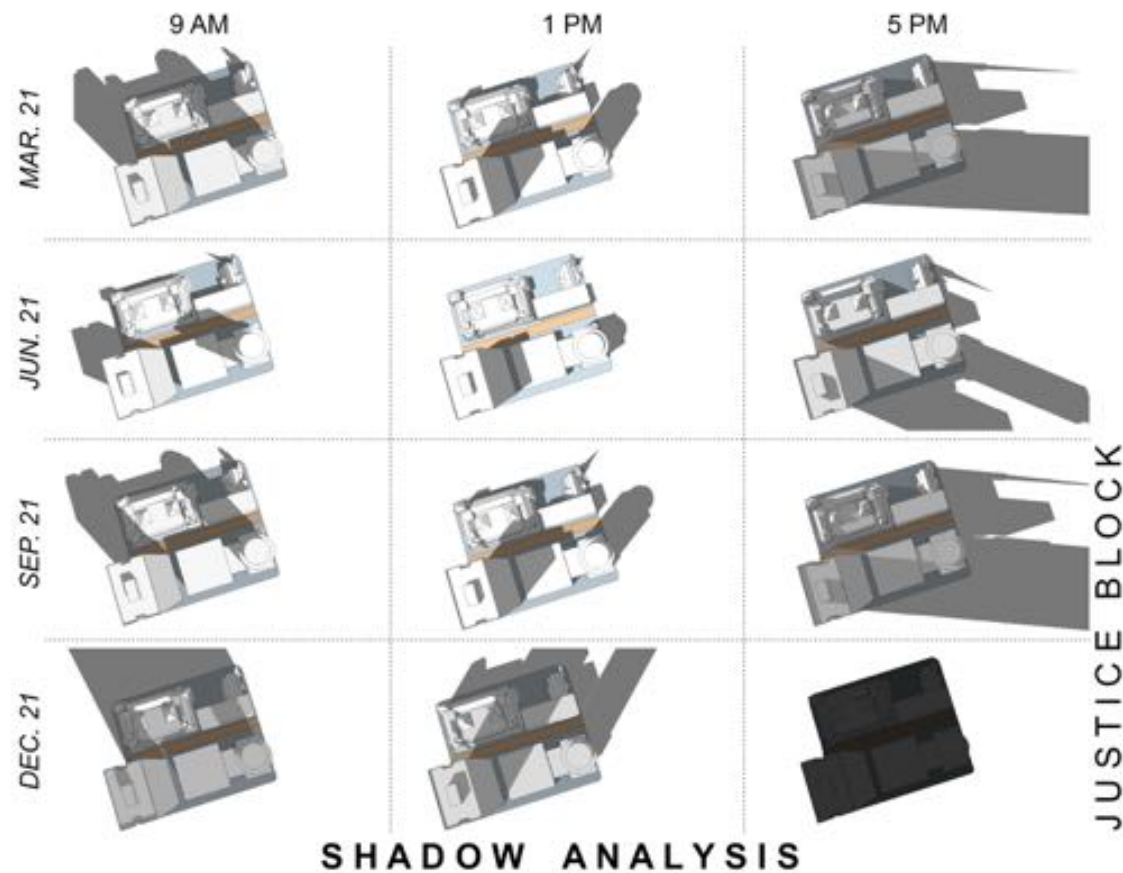 9 AM
1 PM
5 PM
MAR. 21
JUN. 21
SEP. 21
DEC. 21
JUSTICE BLOCK
SHADOW ANALYSIS